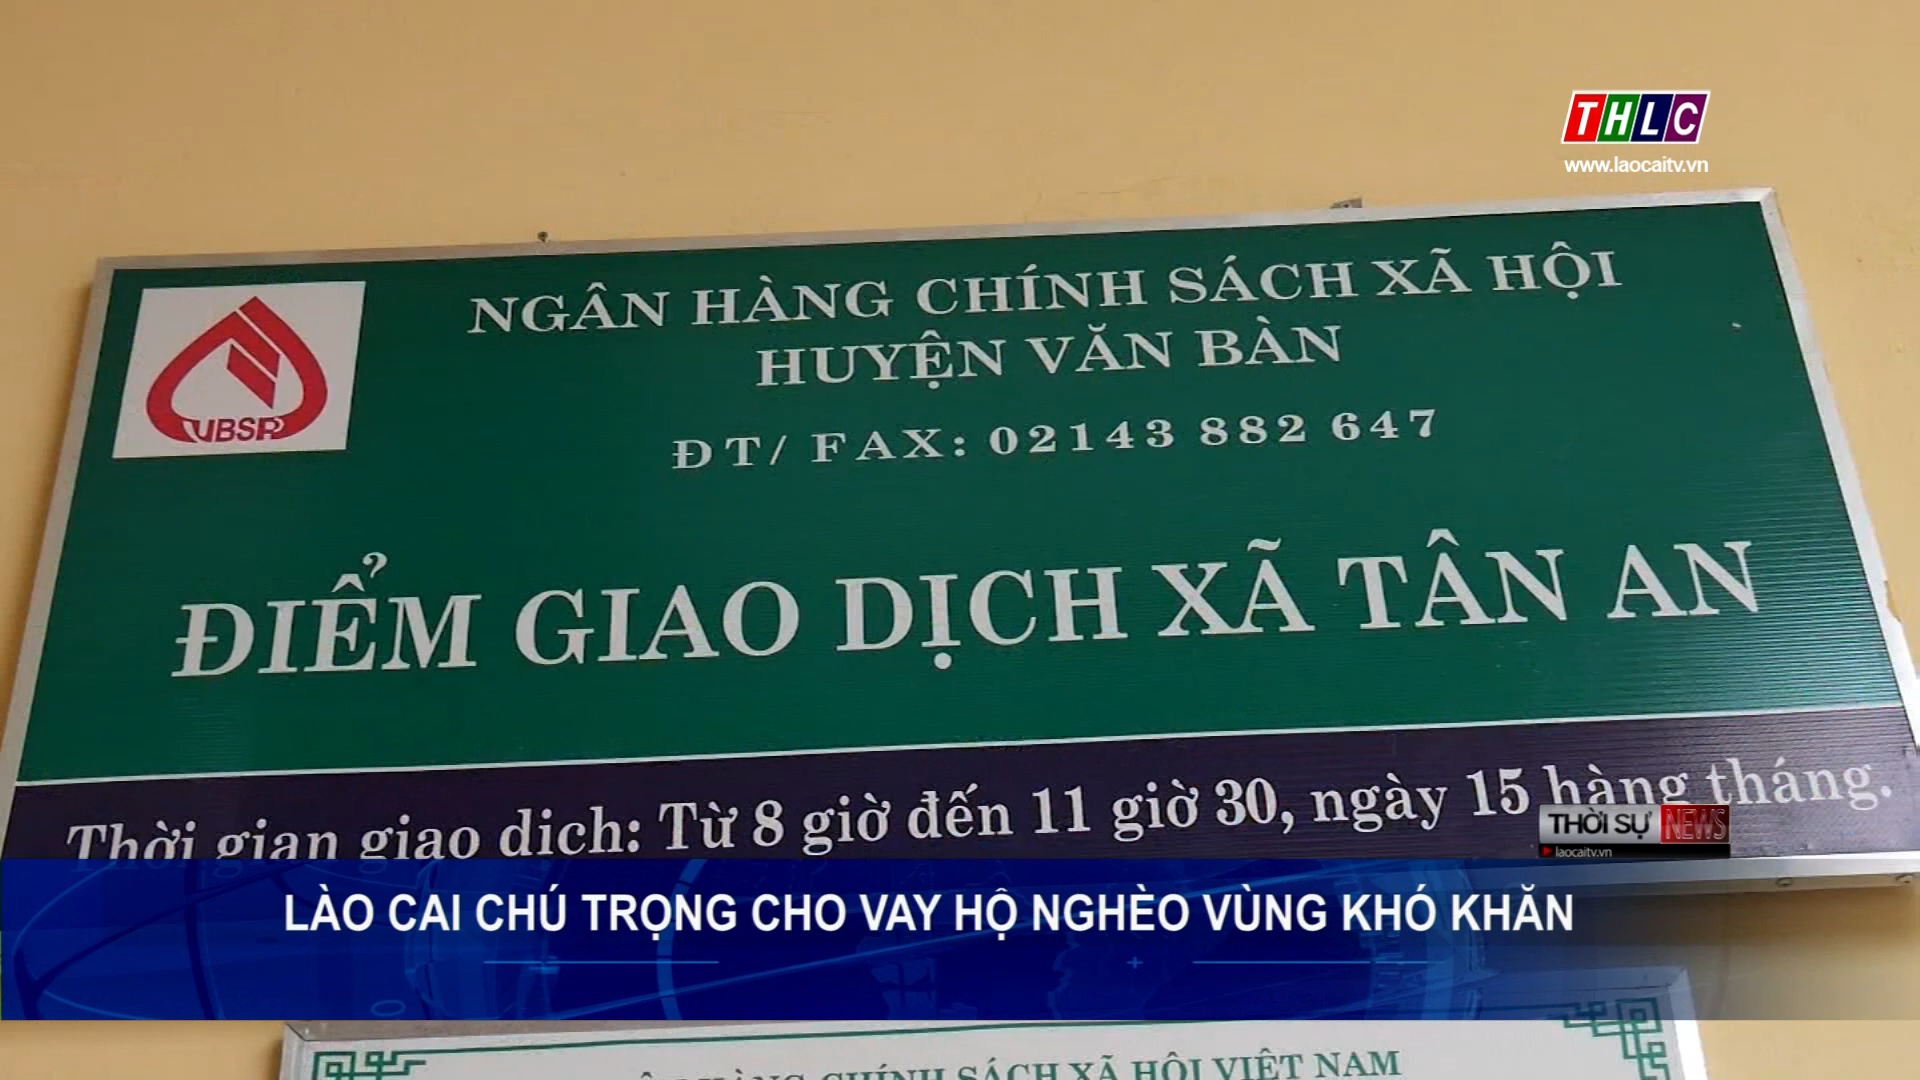 THLC
www.laocaitv.vn
NGÂN HÀNG CHÍNH SÁCH XÃ HỘI
HUYỆN VĂN BÀN
VBSP
ĐT/ FAX: 02143 882 647
ĐIỂM GIAO DỊCH XÃ TÂN AN
Thời gian giao dịch: Từ 8 giờ đến 11 giờ 30, ngày 15 hàng tháng.
THỜI SỰ NEWS
laocaitv.vn
LÀO CAI CHÚ TRỌNG CHO VAY HỘ NGHÈO VÙNG KHÓ KHĂN
HÀNG CHÍNH SÁCH XÃ HỘI VIỆT NAM